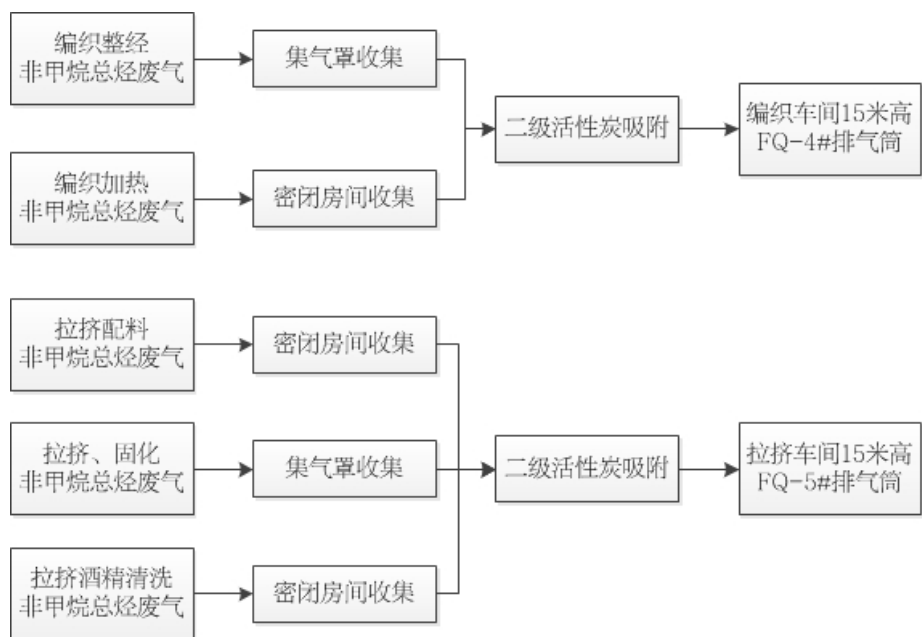 编织整经
非甲烷总烃废气
集气罩收集
编织加热
非甲烷总烃废气
密闭房间收集
二级活性炭吸附
编织车间15米高
FQ-4#排气筒
拉挤配料
非甲烷总烃废气
密闭房间收集
拉挤、固化
非甲烷总烃废气
集气罩收集
拉挤酒精清洗
非甲烷总烃废气
密闭房间收集
二级活性炭吸附
拉挤车间15米高
FQ-5#排气筒